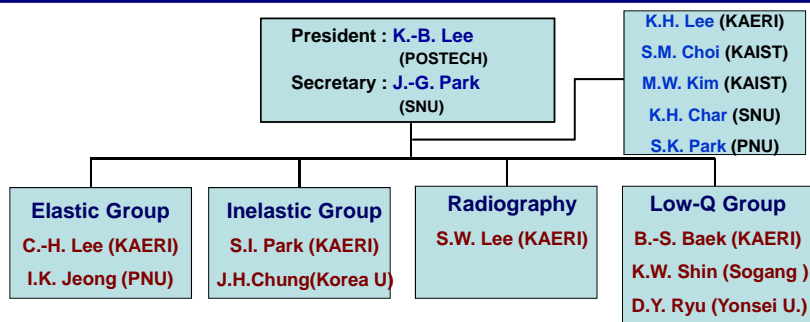 President : K.-B. Lee
(POSTECH)
Secretary : J.-G. Park
(SNU)
K.H. Lee (KAERI)
S.M. Choi (KAIST)
M.W. Kim (KAIST)
K.H. Char (SNU)
S.K. Park (PNU)
Elastic Group
C.-H. Lee (KAERI)
I.K. Jeong (PNU)
Inelastic Group
S.I. Park (KAERI)
J.H.Chung(Korea U)
Radiography
S.W. Lee (KAERI)
Low-Q Group
B.-S. Baek (KAERI)
K.W. Shin (Sogang )
D.Y. Ryu (Yonsei U.)